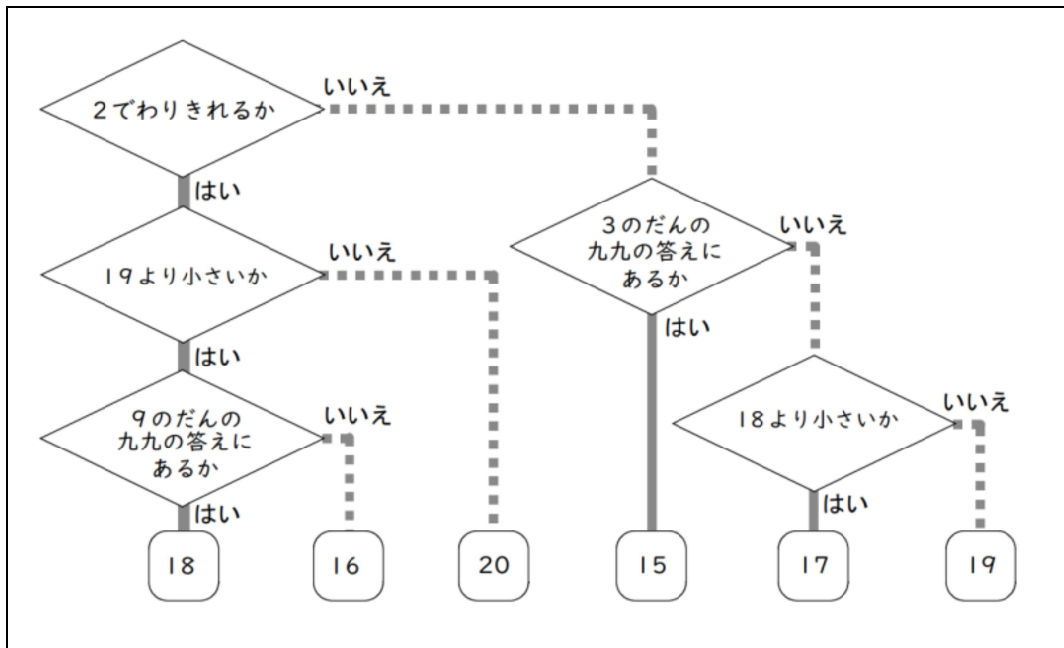 2でわりきれるか
いいえ
はい
19より小さいか
いいえ
はい
9のだんの
九九の答えに
あるか
いいえ
はい
3のだんの
九九の答えに
あるか
いいえ
はい
18より小さいか
いいえ
はい
18
16
20
15
17
19